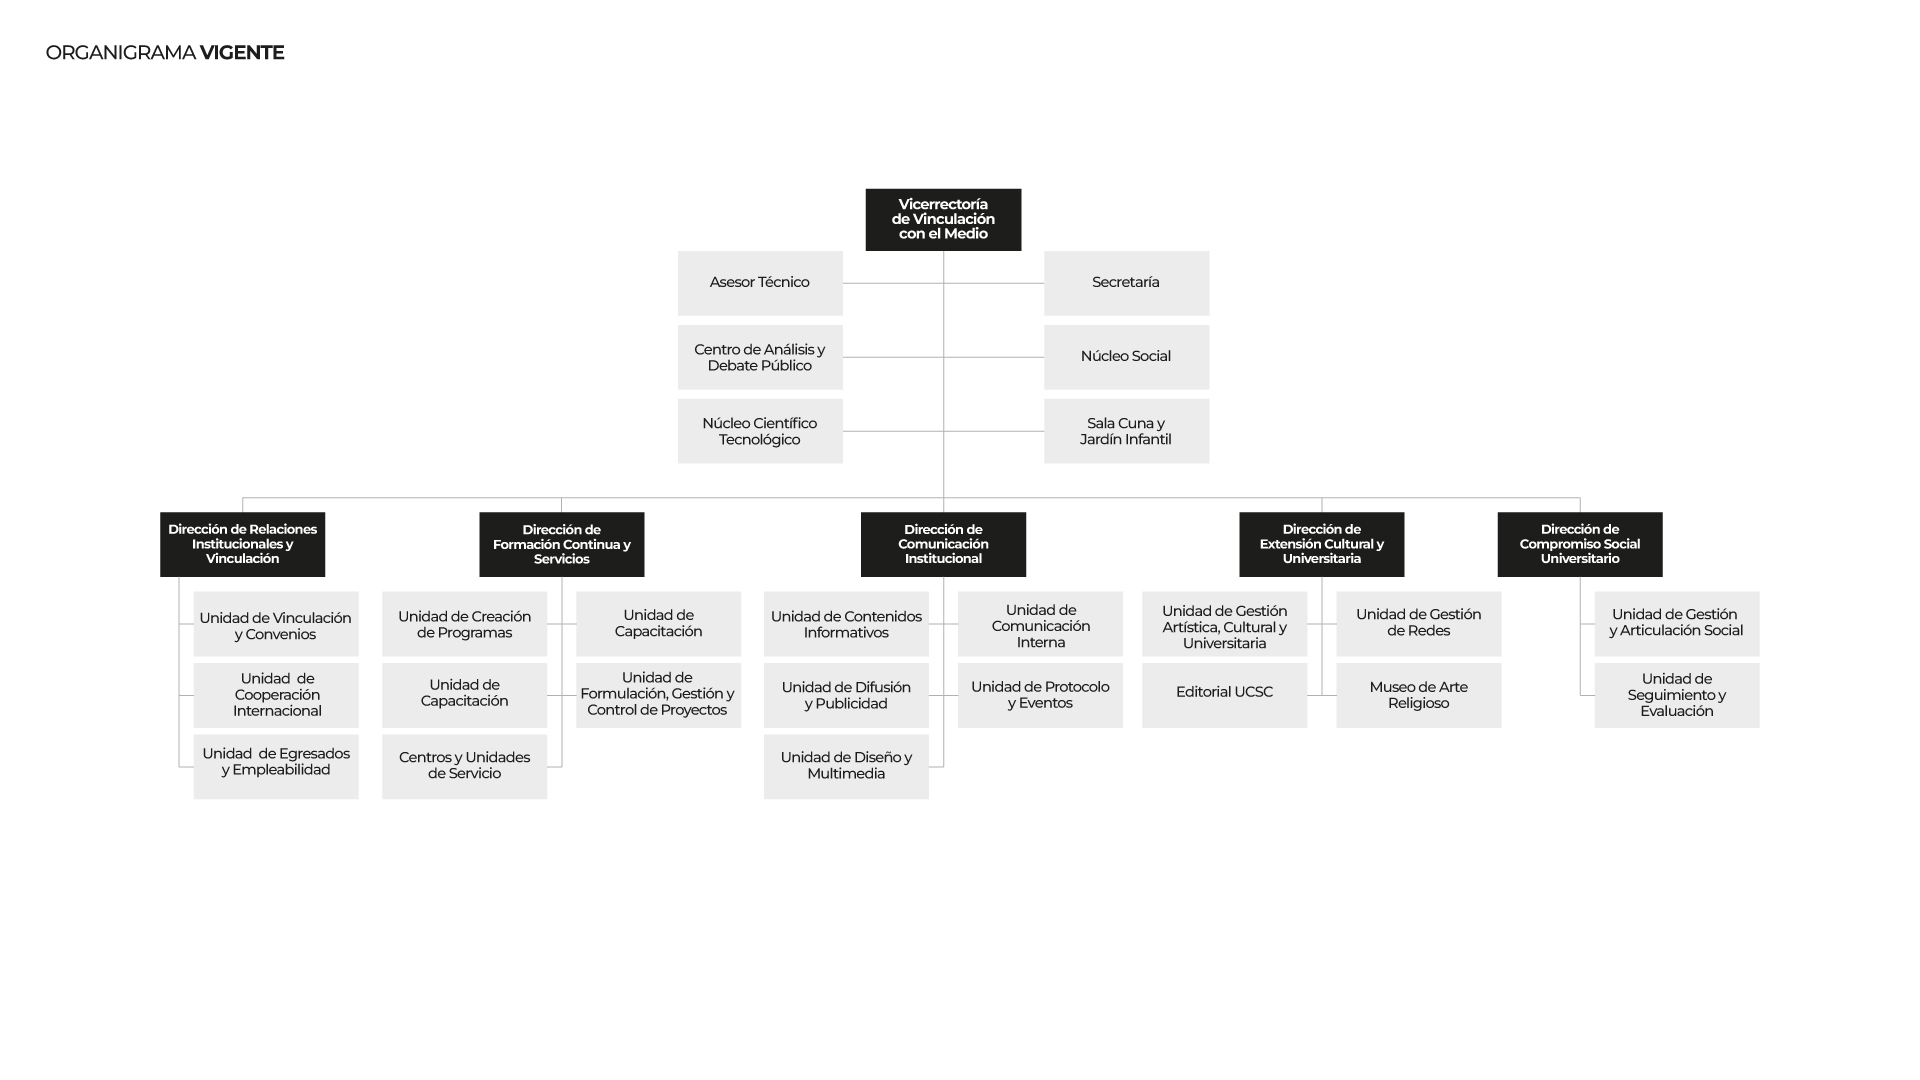 ORGANIGRAMA VIGENTE
Vicerrectoría
de Vinculación
con el Medio
Asesor Técnico
Secretaría
Centro de Análisis y
Debate Público
Núcleo Social
Núcleo Científico
Tecnológico
Sala Cuna y
Jardín Infantil
Dirección de Relaciones
Institucionales y
Vinculación
Dirección de
Formación Continua y
Servicios
Dirección de
Comunicación
Institucional
Dirección de
Extensión Cultural y
Universitaria
Dirección de
Compromiso Social
Universitario
Unidad de Vinculación
y Convenios
Unidad de
Cooperación
Internacional
Unidad de Egresados
y Empleabilidad
Unidad de Creación
de Programas
Unidad de
Capacitación
Unidad de
Capacitación
Unidad de
Formulación, Gestión y
Control de Proyectos
Centros y Unidades
de Servicio
Unidad de Contenidos
Informativos
Unidad de
Comunicación
Interna
Unidad de Difusión
y Publicidad
Unidad de Protocolo
y Eventos
Unidad de Diseño y
Multimedia
Unidad de Gestión
Artística, Cultural y
Universitaria
Unidad de Gestión
de Redes
Editorial UCSC
Museo de Arte
Religioso
Unidad de Gestión
y Articulación Social
Unidad de
Seguimiento y
Evaluación